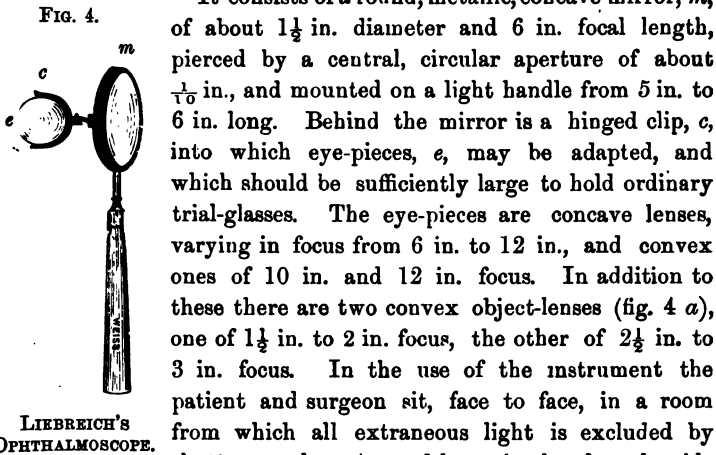 FIG. 4.
m
c
e
WEISS
LIEBREICH'S
OPHTHALMOSCOPE.
It consists of a round, metallic, concave mirror, m,
of about 1½ in. diameter and 6 in. focal length,
pierced by a central, circular aperture of about
1/10 in., and mounted on a light handle from 5 in. to
6 in. long. Behind the mirror is a hinged clip, c,
into which eye-pieces, e, may be adapted, and
which should be sufficiently large to hold ordinary
trial-glasses. The eye-pieces are concave lenses,
varying in focus from 6 in. to 12 in., and convex
ones of 10 in. and 12 in. focus. In addition to
these there are two convex object-lenses (fig. 4 a),
one of 1½ in. to 2 in. focus, the other of 2½ in. to
3 in. focus. In the use of the instrument the
patient and surgeon sit, face to face, in a room
from which all extraneous light is excluded by